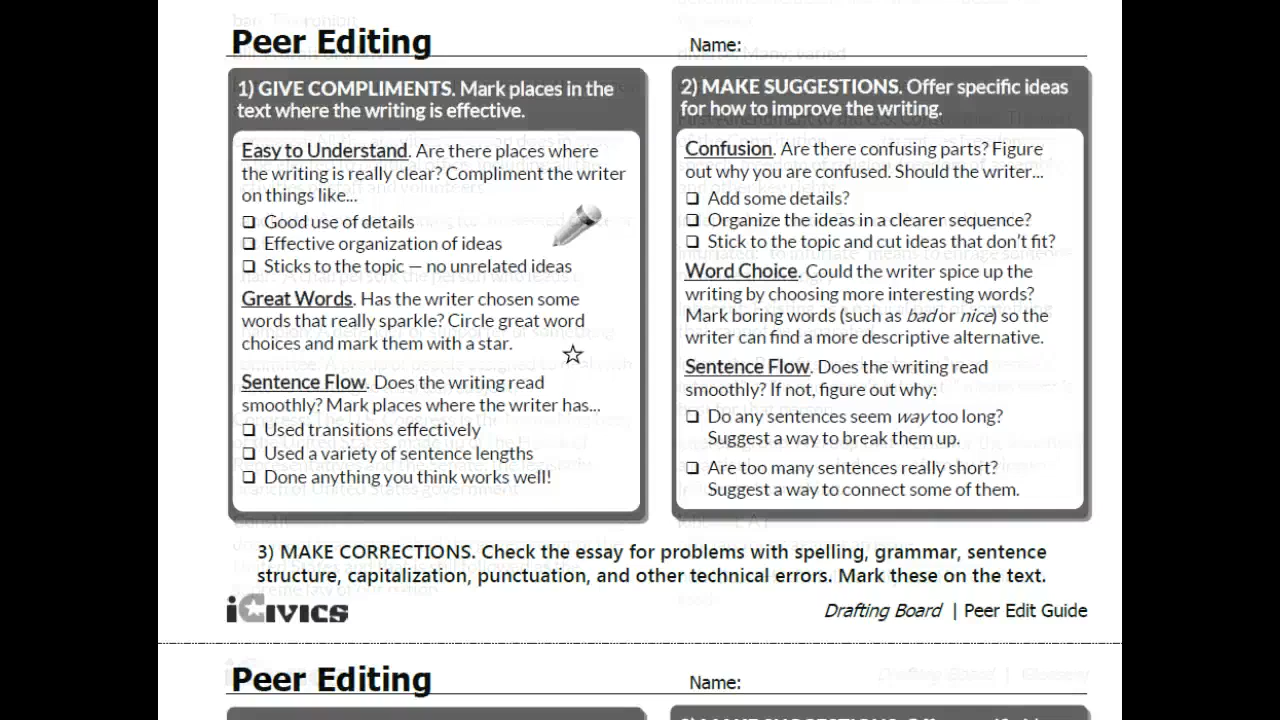 Peer Editing
Name:
1) GIVE COMPLIMENTS. Mark places in the
text where the writing is effective.
Easy to Understand. Are there places where
the writing is really clear? Compliment the writer
on things like...
❑ Good use of details
❑ Effective organization of ideas
❑ Sticks to the topic — no unrelated ideas
Great Words. Has the writer chosen some
words that really sparkle? Circle great word
choices and mark them with a star.
Sentence Flow. Does the writing read
smoothly? Mark places where the writer has...
❑ Used transitions effectively
❑ Used a variety of sentence lengths
❑ Done anything you think works well!
2) MAKE SUGGESTIONS. Offer specific ideas
for how to improve the writing.
Confusion. Are there confusing parts? Figure
out why you are confused. Should the writer...
❑ Add some details?
❑ Organize the ideas in a clearer sequence?
❑ Stick to the topic and cut ideas that don't fit?
Word Choice. Could the writer spice up the
writing by choosing more interesting words?
Mark boring words (such as bad or nice) so the
writer can find a more descriptive alternative.
Sentence Flow. Does the writing read
smoothly? If not, figure out why:
❑ Do any sentences seem way too long?
Suggest a way to break them up.
❑ Are too many sentences really short?
Suggest a way to connect some of them.
3) MAKE CORRECTIONS. Check the essay for problems with spelling, grammar, sentence
structure, capitalization, punctuation, and other technical errors. Mark these on the text.
iCIVICS
Drafting Board | Peer Edit Guide
Peer Editing
Name: